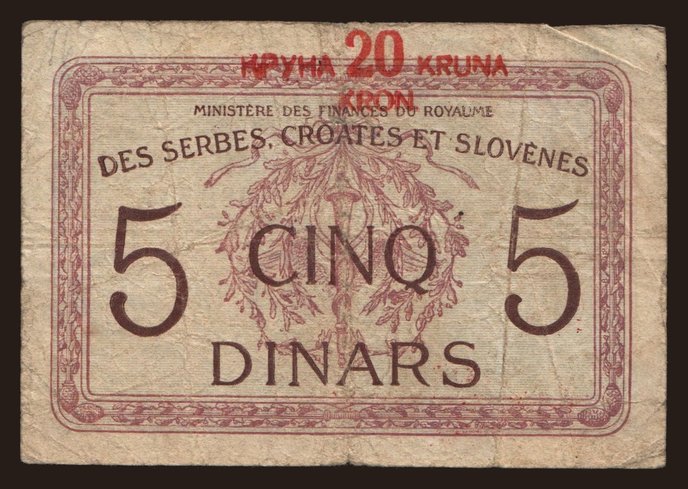 КРУНА 20 KRUNA
KRON
MINISTÈRE DES FINANCES DU ROYAUME
DES SERBES, CROATES ET SLOVÈNES
5 CINQ 5
DINARS